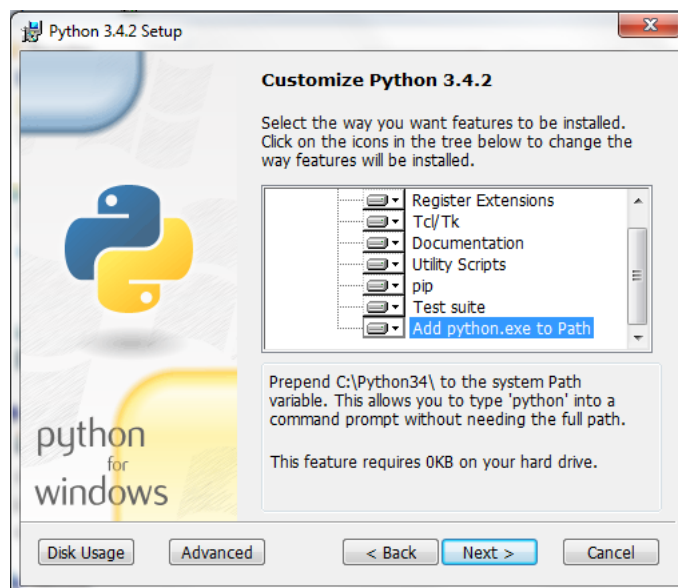 Python 3.4.2 Setup
Customize Python 3.4.2
Select the way you want features to be installed.
Click on the icons in the tree below to change the
way features will be installed.
Register Extensions
Tcl/Tk
Documentation
Utility Scripts
pip
Test suite
Add python.exe to Path
Prepend C:\Python34\ to the system Path
variable. This allows you to type 'python' into a
command prompt without needing the full path.
This feature requires 0KB on your hard drive.
python
for
windows
Disk Usage Advanced < Back Next > Cancel